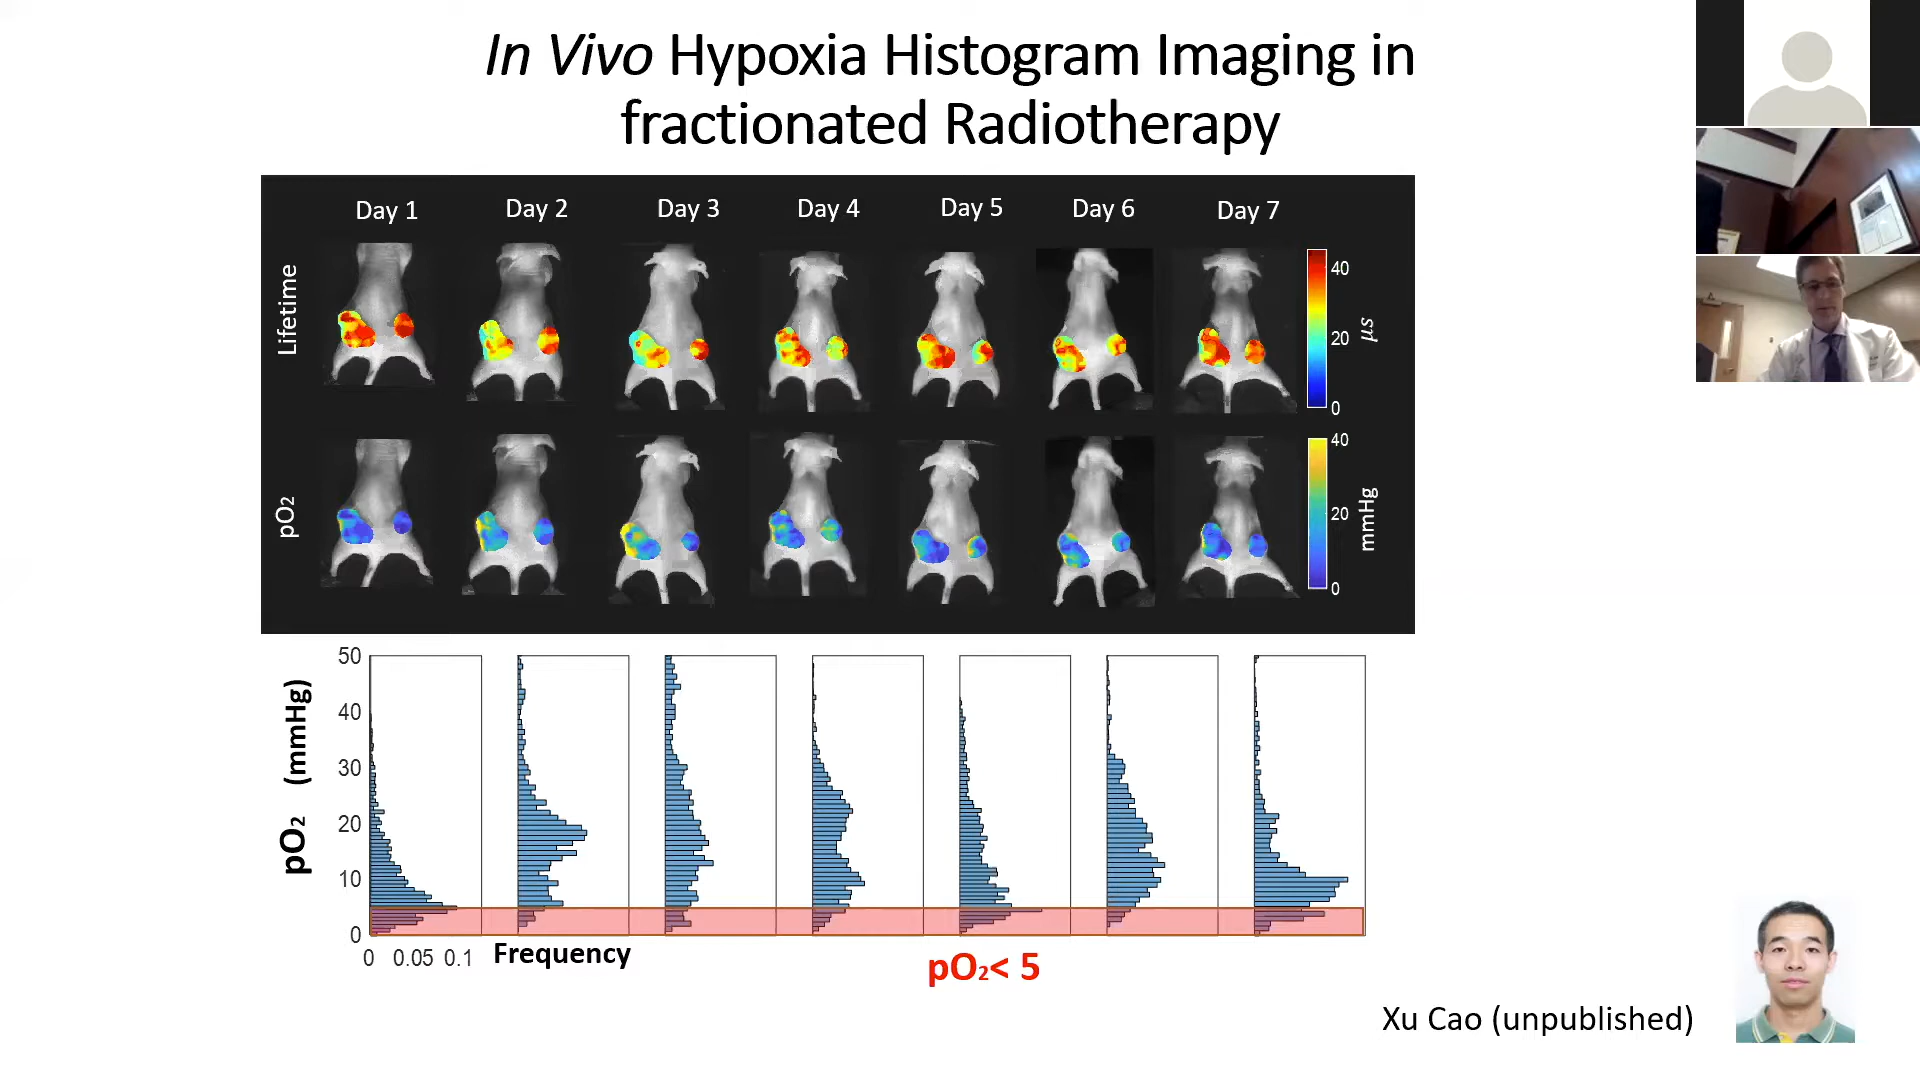 In Vivo Hypoxia Histogram Imaging in
fractionated Radiotherapy
Day 1 Day 2 Day 3 Day 4 Day 5 Day 6 Day 7
Lifetime
40
20
0
µs
pO₂
40
20
0
mmHg
pO₂ (mmHg)
50
40
30
20
10
0
0 0.05 0.1
Frequency
pO₂< 5
Xu Cao (unpublished)